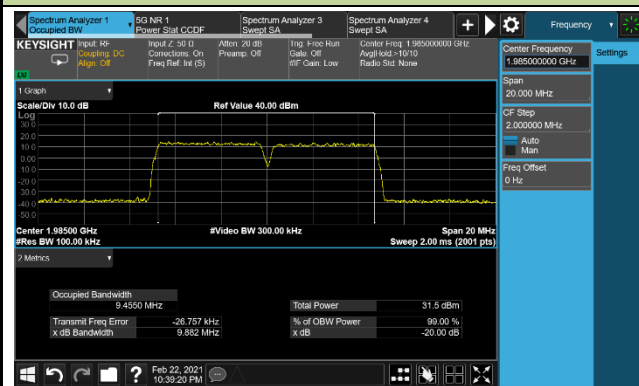 Spectrum Analyzer 1
Occupied BW
5G NR 1
Power Stat CCDF
Spectrum Analyzer 3
Swept SA
Spectrum Analyzer 4
Swept SA
Frequency
KEYSIGHT
Input: RF
Coupling: DC
Align: Off
Input Z: 50 Ω
Corrections: On
Freq Ref: Int (S)
Atten: 20 dB
Preamp: Off
Trig: Free Run
Gate: Off
#IF Gain: Low
Center Freq: 1.985000000 GHz
Avg|Hold:>10/10
Radio Std: None
Center Frequency
1.985000000 GHz
Settings
Span
20.000 MHz
CF Step
2.000000 MHz
Auto
Man
Freq Offset
0 Hz
1 Graph
Scale/Div 10.0 dB
Ref Value 40.00 dBm
Log
30.0
20.0
10.0
0.00
-10.0
-20.0
-30.0
-40.0
-50.0
Center 1.98500 GHz
#Video BW 300.00 kHz
Span 20 MHz
#Res BW 100.00 kHz
Sweep 2.00 ms (2001 pts)
2 Metrics
Occupied Bandwidth
9.4550 MHz
Total Power
31.5 dBm
Transmit Freq Error
-26.757 kHz
% of OBW Power
99.00 %
x dB Bandwidth
9.882 MHz
x dB
-20.00 dB
?
Feb 22, 2021
10:39:20 PM